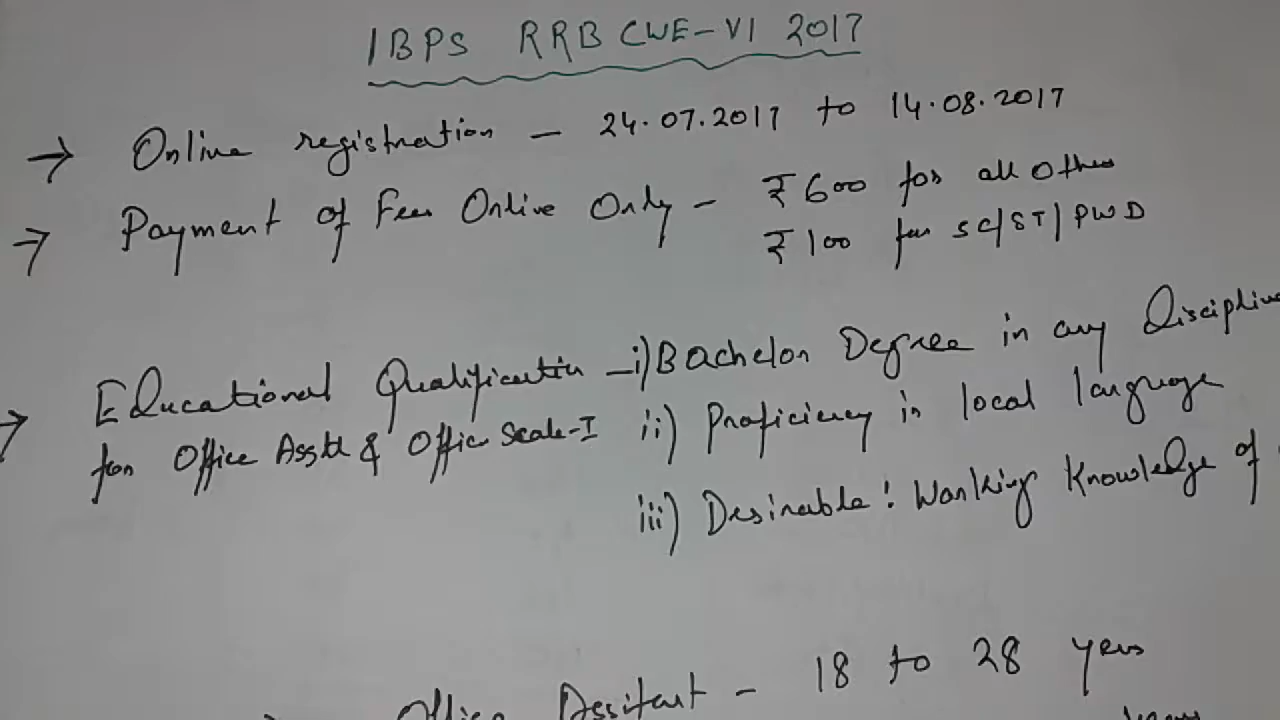 IBPS RRB CWE-VI 2017
→ Online registration – 24.07.2017 to 14.08.2017
→ Payment of Fees Online Only – ₹ 600 for all Others
₹ 100 for SC/ST/PWD
→ Educational Qualification – i) Bachelor Degree in any Discipline
for Office Asstt & Office Scale-I ii) Proficiency in local language
iii) Desirable: Working Knowledge of
Office Assitant – 18 to 28 years